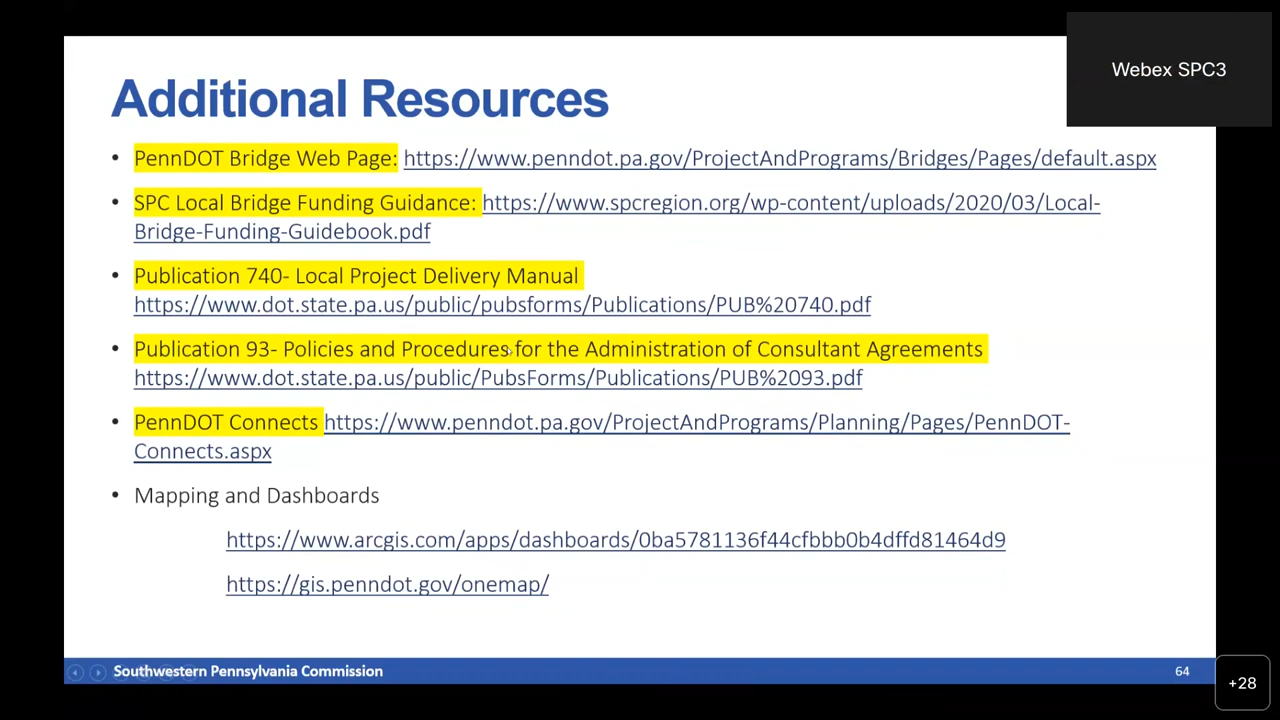 Webex SPC3
Additional Resources
• PennDOT Bridge Web Page: https://www.penndot.pa.gov/ProjectAndPrograms/Bridges/Pages/default.aspx
• SPC Local Bridge Funding Guidance: https://www.spcregion.org/wp-content/uploads/2020/03/Local-
Bridge-Funding-Guidebook.pdf
• Publication 740- Local Project Delivery Manual
https://www.dot.state.pa.us/public/pubsforms/Publications/PUB%20740.pdf
• Publication 93- Policies and Procedures for the Administration of Consultant Agreements
https://www.dot.state.pa.us/public/PubsForms/Publications/PUB%2093.pdf
• PennDOT Connects https://www.penndot.pa.gov/ProjectAndPrograms/Planning/Pages/PennDOT-
Connects.aspx
• Mapping and Dashboards
https://www.arcgis.com/apps/dashboards/0ba5781136f44cfbbb0b4dffd81464d9
https://gis.penndot.gov/onemap/
Southwestern Pennsylvania Commission
64
+28